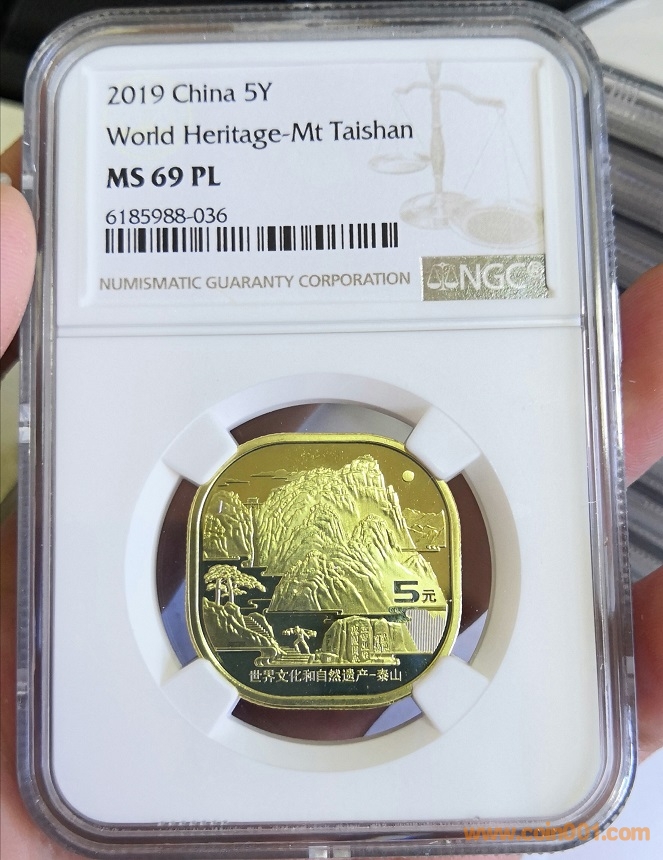 2019 China 5Y
World Heritage-Mt Taishan
MS 69 PL
6185988-036
NUMISMATIC GUARANTY CORPORATION
NGC®
5元
世界文化和自然遗产-泰山
www.coin001.com